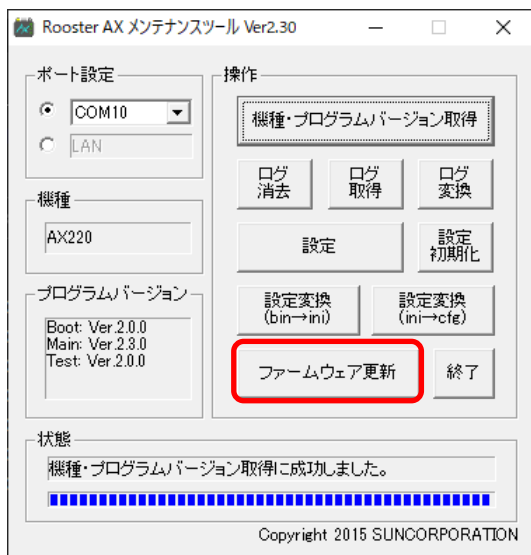 Rooster AX メンテナンスツール Ver2.30
ポート設定
COM10
LAN
機種
AX220
プログラムバージョン
Boot: Ver.2.0.0
Main: Ver.2.3.0
Test: Ver.2.0.0
操作
機種・プログラムバージョン取得
ログ
消去
ログ
取得
ログ
変換
設定
設定
初期化
設定変換
(bin→ini)
設定変換
(ini→cfg)
ファームウェア更新
終了
状態
機種・プログラムバージョン取得に成功しました。
Copyright 2015 SUNCORPORATION